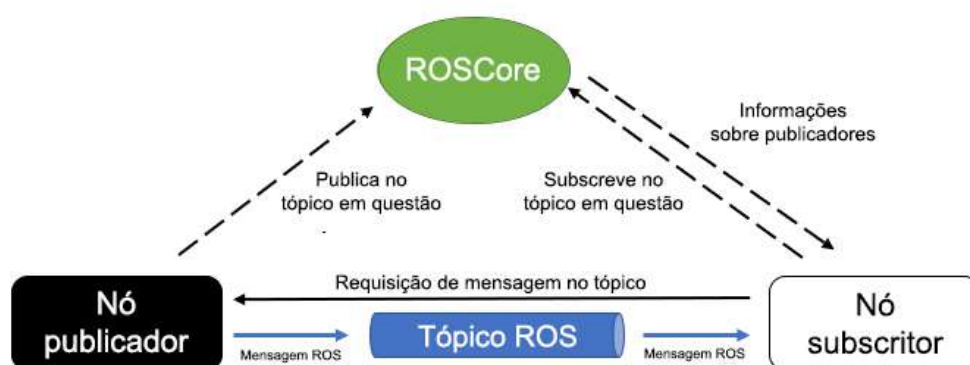 ROSCore
Informações
sobre publicadores
Publica no
tópico em questão
Subscreve no
tópico em questão
Requisição de mensagem no tópico
Nó
publicador
Mensagem ROS
Tópico ROS
Mensagem ROS
Nó
subscritor